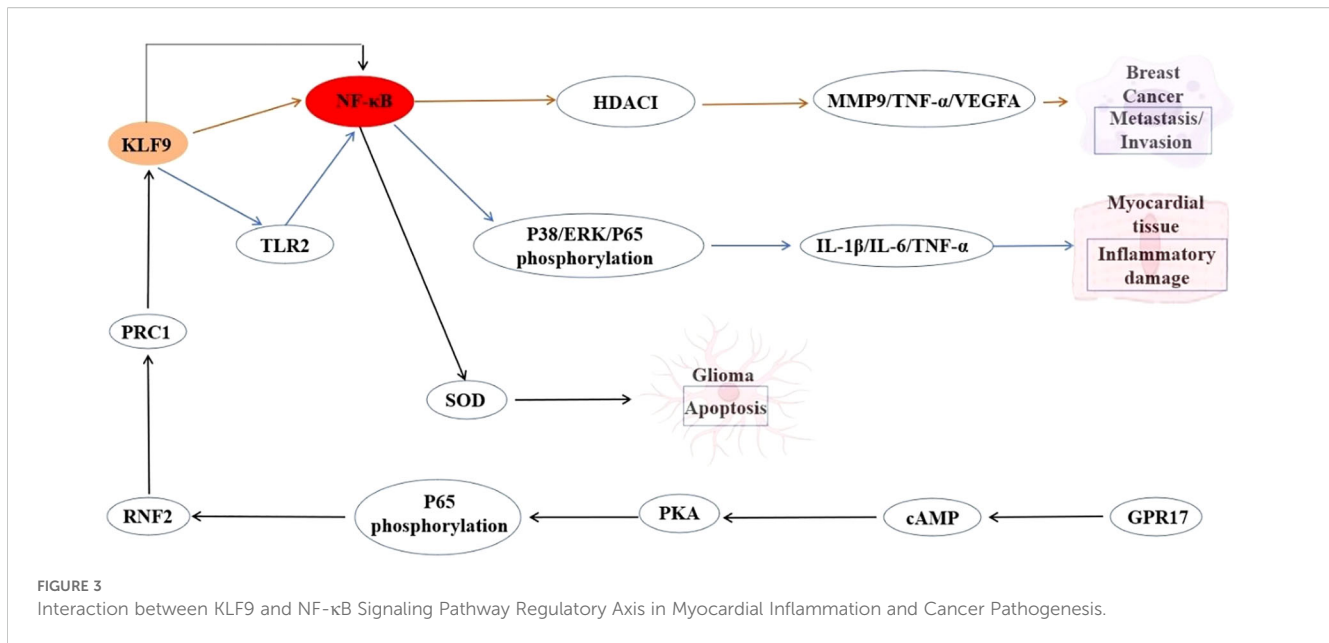 NF-κB
HDACI
MMP9/TNF-α/VEGFA
Breast
Cancer
Metastasis/
Invasion
KLF9
TLR2
P38/ERK/P65
phosphorylation
IL-1β/IL-6/TNF-α
Myocardial
tissue
Inflammatory
damage
PRC1
SOD
Glioma
Apoptosis
RNF2
P65
phosphorylation
PKA
cAMP
GPR17
FIGURE 3
Interaction between KLF9 and NF-κB Signaling Pathway Regulatory Axis in Myocardial Inflammation and Cancer Pathogenesis.